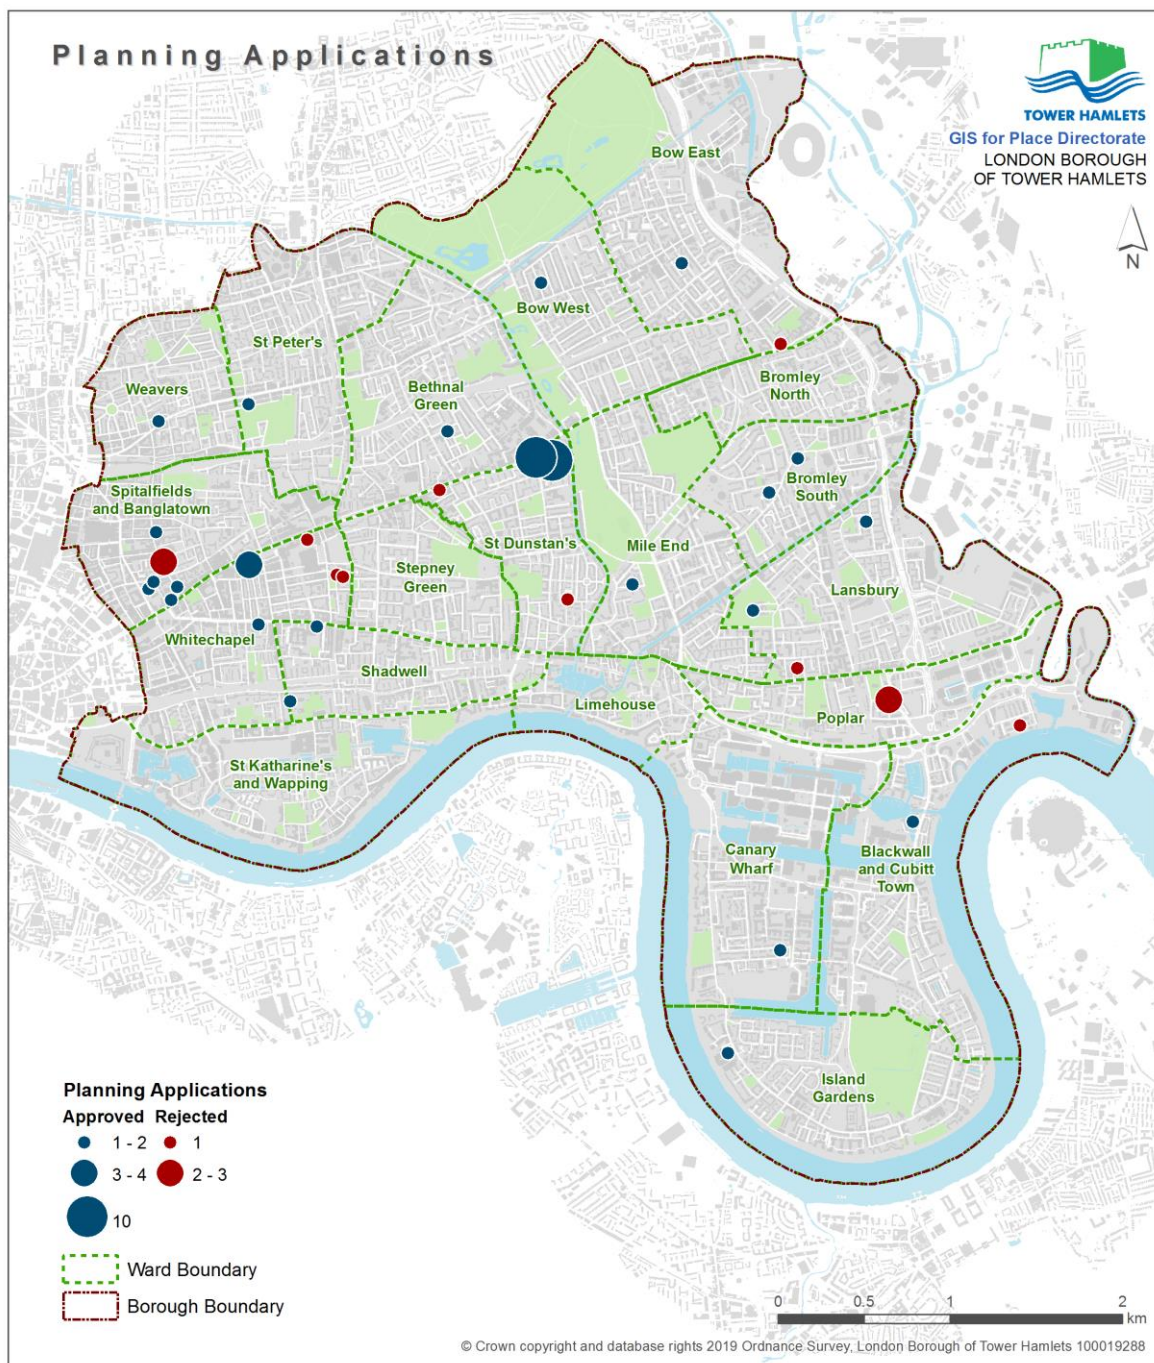 Planning Applications
TOWER HAMLETS
GIS for Place Directorate
LONDON BOROUGH
OF TOWER HAMLETS
N
Bow East
Bow West
St Peter's
Weavers
Bethnal
Green
Bromley
North
Spitalfields
and Banglatown
Bromley
South
St Dunstan's
Mile End
Stepney
Green
Lansbury
Whitechapel
Shadwell
Limehouse
Poplar
St Katharine's
and Wapping
Canary
Wharf
Blackwall
and Cubitt
Town
Island
Gardens
Planning Applications
Approved Rejected
1 - 2 1
3 - 4 2 - 3
10
Ward Boundary
Borough Boundary
0 0.5 1 2
km
© Crown copyright and database rights 2019 Ordnance Survey, London Borough of Tower Hamlets 100019288